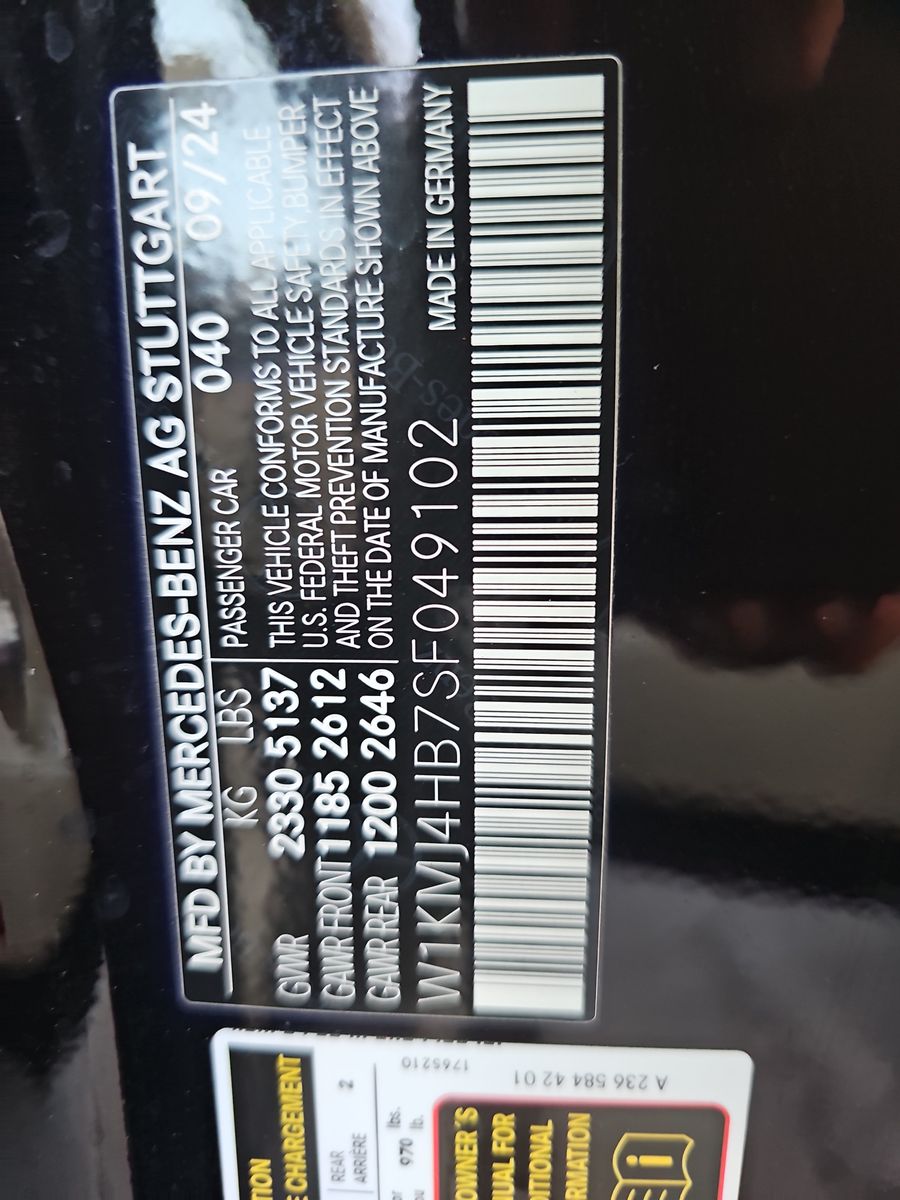 MFD BY MERCEDES-BENZ AG STUTTGART
KG LBS PASSENGER CAR 040 09/24
GVWR 2330 5137 THIS VEHICLE CONFORMS TO ALL APPLICABLE
U.S. FEDERAL MOTOR VEHICLE SAFETY, BUMPER
GAWR FRONT 1185 2612 AND THEFT PREVENTION STANDARDS IN EFFECT
GAWR REAR 1200 2646 ON THE DATE OF MANUFACTURE SHOWN ABOVE
W1KMJ4HB7SF049102 MADE IN GERMANY
CHARGEMENT
REAR 2
ARRIÈRE
970 lbs.
lb.
1765210
A 236 584 42 01
OWNER'S
FOR
i